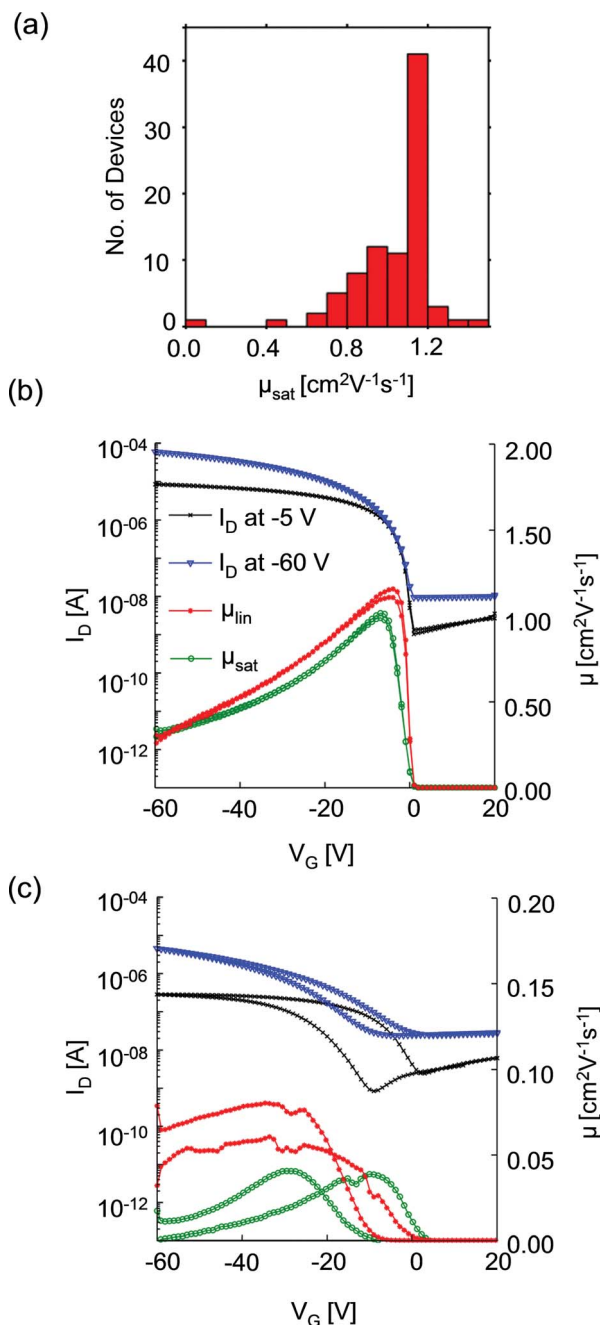 (a)
40
30
20
10
0
No. of Devices
0.0 0.4 0.8 1.2
μsat [cm2V-1s-1]
(b)
10-04
10-06
10-08
10-10
10-12
ID [A]
ID at -5 V
ID at -60 V
μlin
μsat
2.00
1.50
1.00
0.50
0.00
μ [cm2V-1s-1]
-60 -40 -20 0 20
VG [V]
(c)
10-04
10-06
10-08
10-10
10-12
ID [A]
0.20
0.15
0.10
0.05
0.00
μ [cm2V-1s-1]
-60 -40 -20 0 20
VG [V]